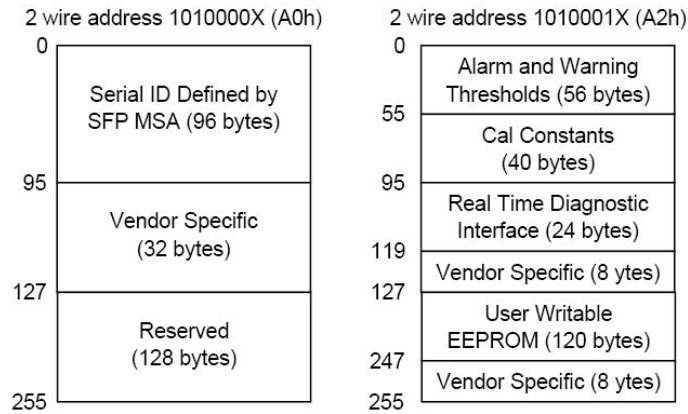 2 wire address 1010000X (A0h)
0
Serial ID Defined by
SFP MSA (96 bytes)
95
Vendor Specific
(32 bytes)
127
Reserved
(128 bytes)
255
2 wire address 1010001X (A2h)
0
Alarm and Warning
Thresholds (56 bytes)
55
Cal Constants
(40 bytes)
95
Real Time Diagnostic
Interface (24 bytes)
119
Vendor Specific (8 ytes)
127
User Writable
EEPROM (120 bytes)
247
Vendor Specific (8 ytes)
255